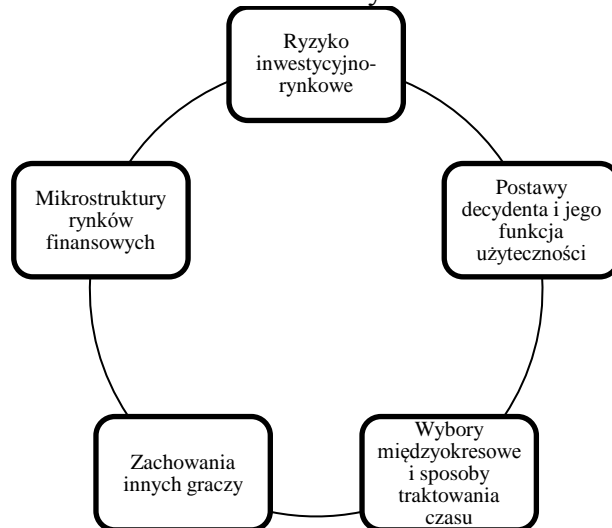 Ryzyko
inwestycyjno-
rynkowe
Postawy
decydenta i jego
funkcja
użyteczności
Wybory
międzyokresowe
i sposoby
traktowania
czasu
Zachowania
innych graczy
Mikrostruktury
rynków
finansowych